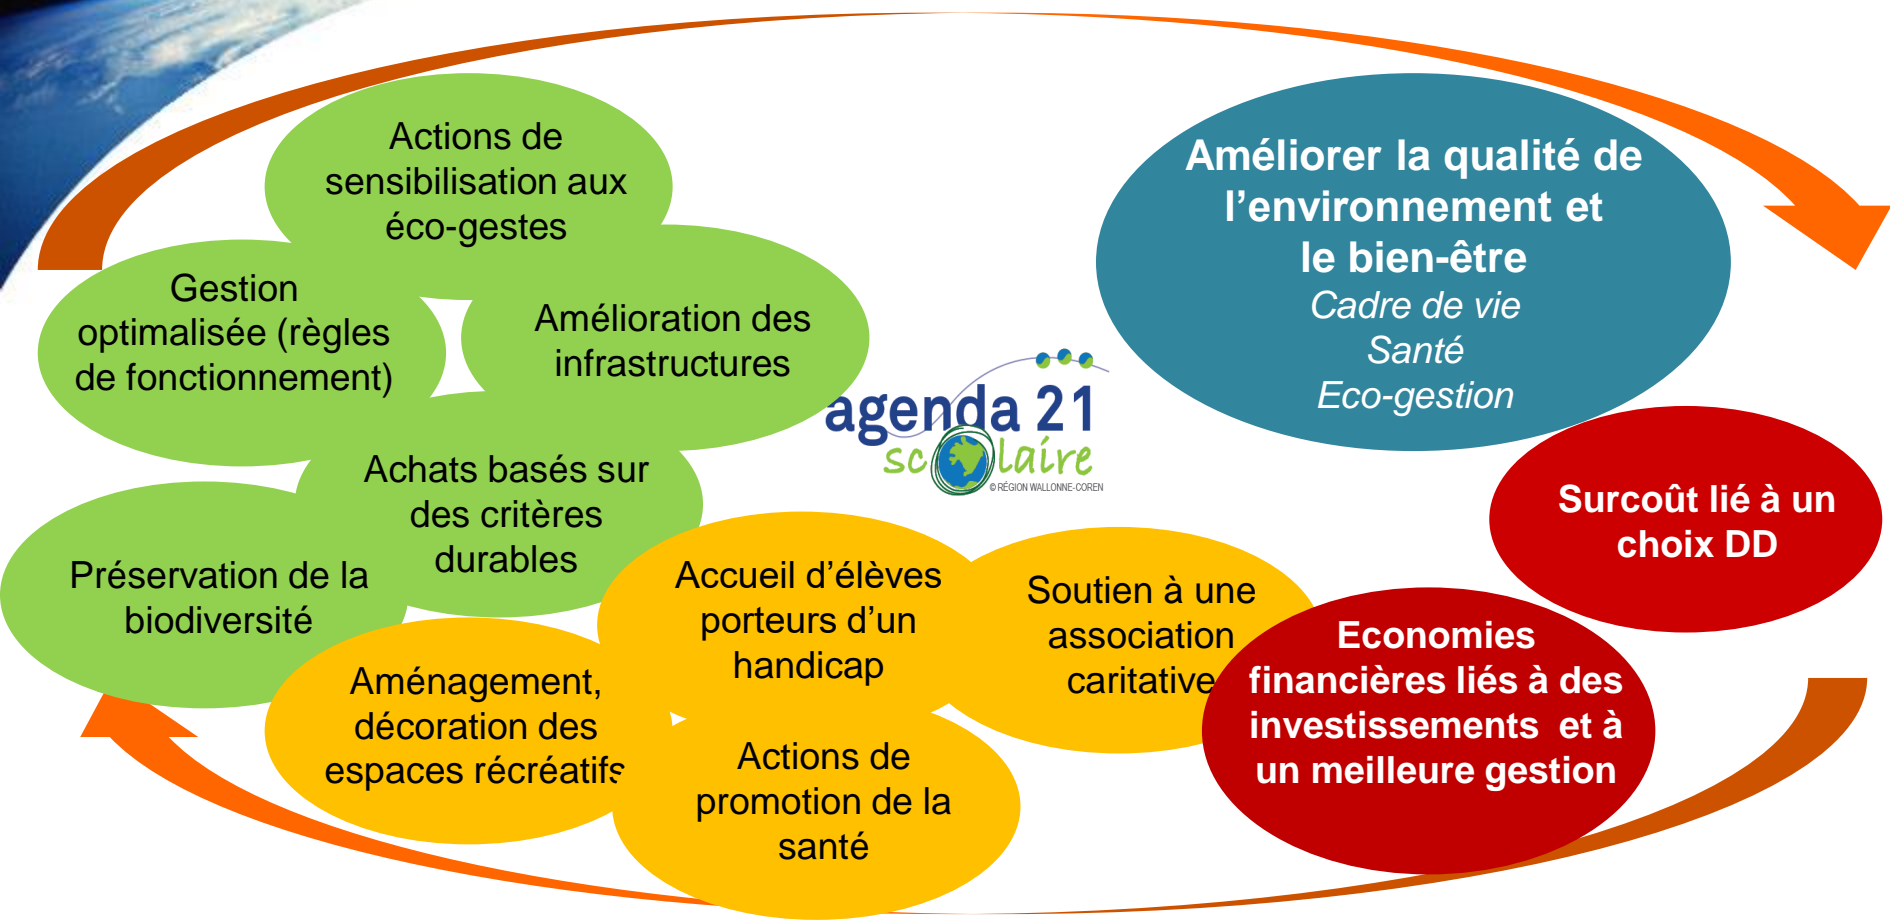 Actions de
sensibilisation aux
éco-gestes
Gestion
optimalisée (règles
de fonctionnement)
Amélioration des
infrastructures
Achats basés sur
des critères
durables
Préservation de la
biodiversité
agenda 21
scolaire
© RÉGION WALLONNE-COREN
Améliorer la qualité de
l’environnement et
le bien-être
Cadre de vie
Santé
Eco-gestion
Surcoût lié à un
choix DD
Accueil d’élèves
porteurs d’un
handicap
Soutien à une
association
caritative
Economies
financières liés à des
investissements et à
un meilleure gestion
Aménagement,
décoration des
espaces récréatifs
Actions de
promotion de la
santé